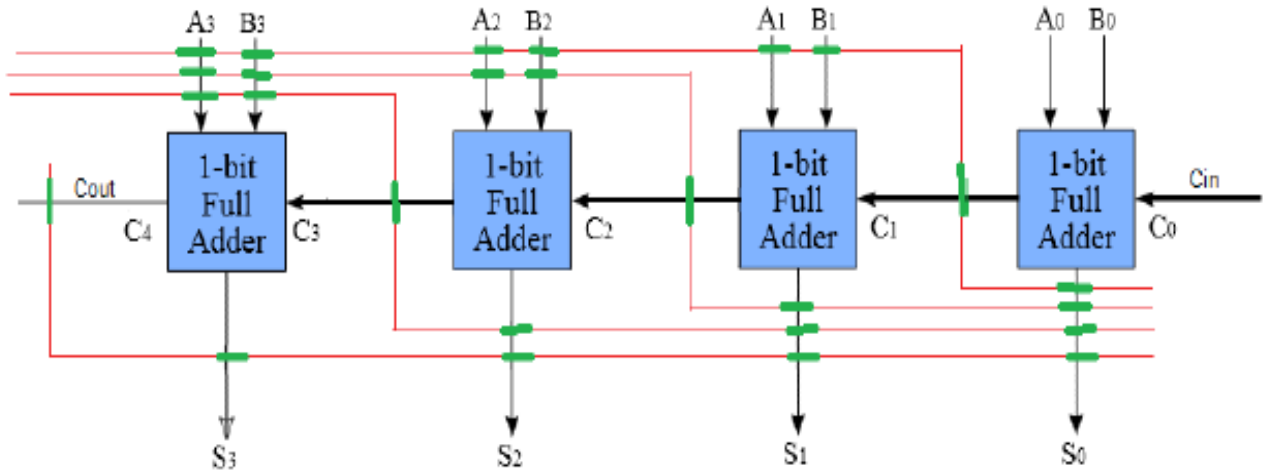 A3 B3 A2 B2 A1 B1 A0 B0
1-bit Full Adder
1-bit Full Adder
1-bit Full Adder
1-bit Full Adder
Cout Cin
C4 C3 C2 C1 C0
S3 S2 S1 S0